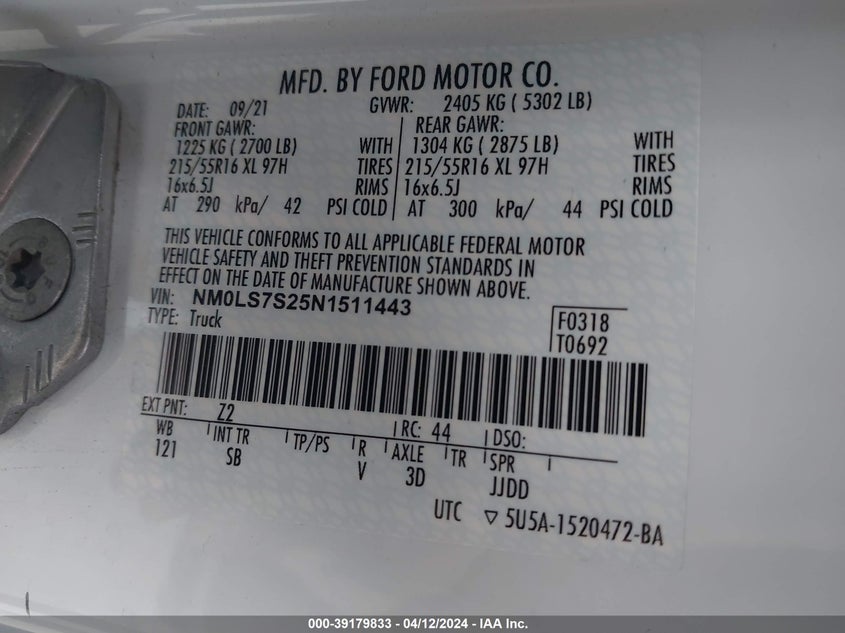 MFD. BY FORD MOTOR CO.
DATE: 09/21 GVWR: 2405 KG ( 5302 LB)
FRONT GAWR: REAR GAWR:
1225 KG ( 2700 LB) WITH 1304 KG ( 2875 LB) WITH
215/55R16 XL 97H TIRES 215/55R16 XL 97H TIRES
16x6.5J RIMS 16x6.5J RIMS
AT 290 kPa/ 42 PSI COLD AT 300 kPa/ 44 PSI COLD
THIS VEHICLE CONFORMS TO ALL APPLICABLE FEDERAL MOTOR
VEHICLE SAFETY AND THEFT PREVENTION STANDARDS IN
EFFECT ON THE DATE OF MANUFACTURE SHOWN ABOVE.
VIN: NM0LS7S25N1511443
TYPE: Truck
F0318
T0692
EXT PNT: Z2 RC: 44 DSO:
WB INT TR TP/PS R AXLE TR SPR
121 SB V 3D JJDD
UTC ▽ 5U5A-1520472-BA
000-39179833 - 04/12/2024 - IAA Inc.